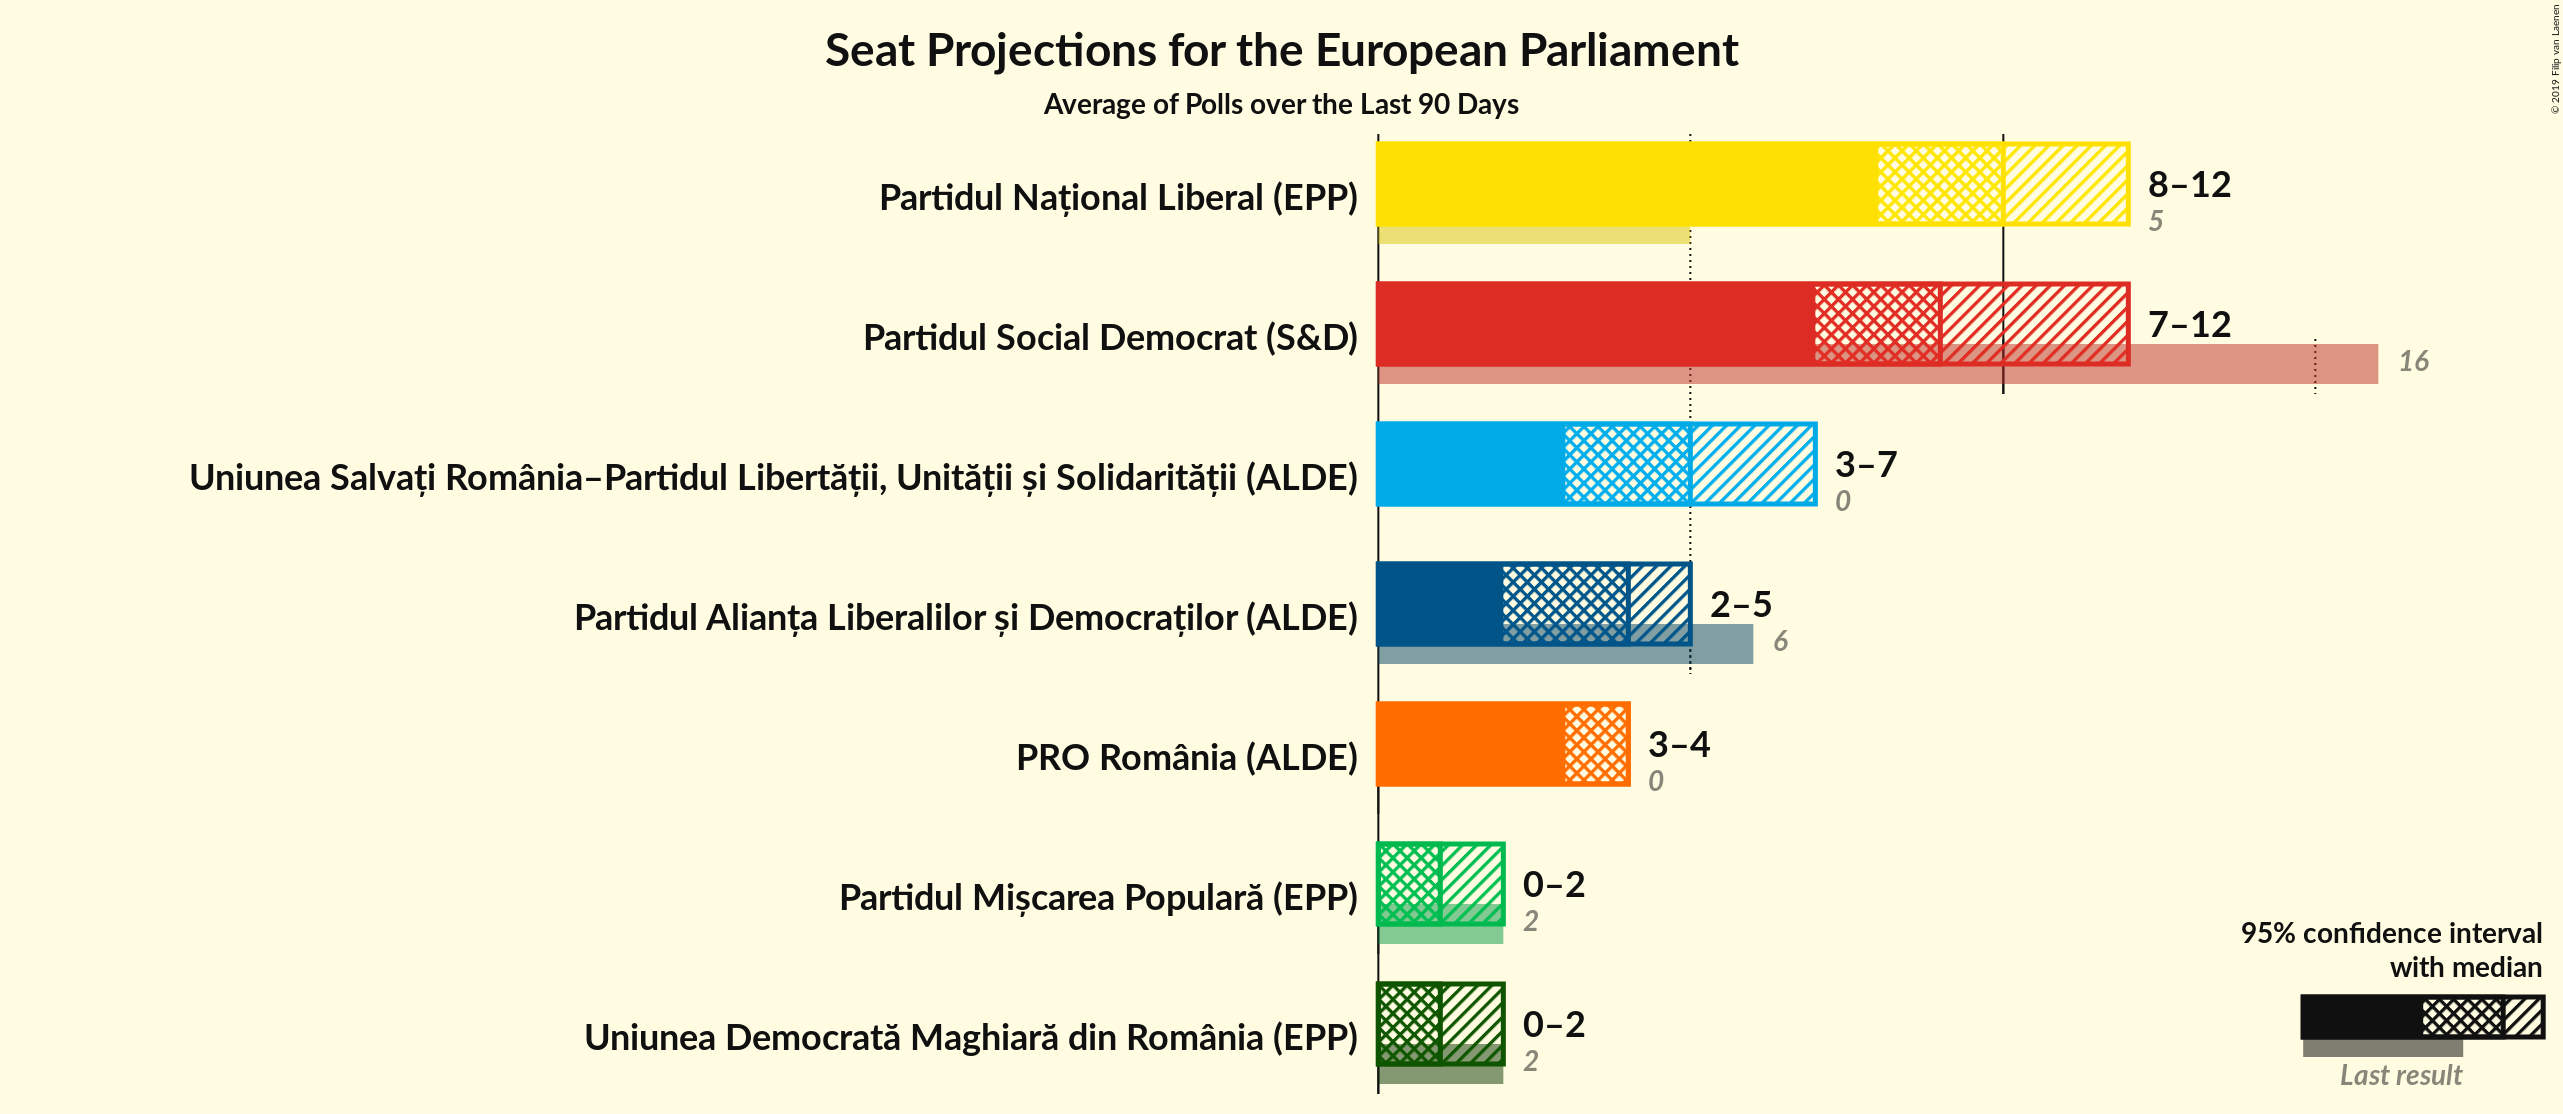 Seat Projections for the European Parliament
Average of Polls over the Last 90 Days
© 2019 Filip van Laenen
Partidul Național Liberal (EPP)
8–12
5
Partidul Social Democrat (S&D)
7–12
16
Uniunea Salvați România–Partidul Libertății, Unității și Solidarității (ALDE)
3–7
0
Partidul Alianța Liberalilor și Democraților (ALDE)
2–5
6
PRO România (ALDE)
3–4
0
Partidul Mișcarea Populară (EPP)
0–2
2
Uniunea Democrată Maghiară din România (EPP)
0–2
2
95% confidence interval
with median
Last result